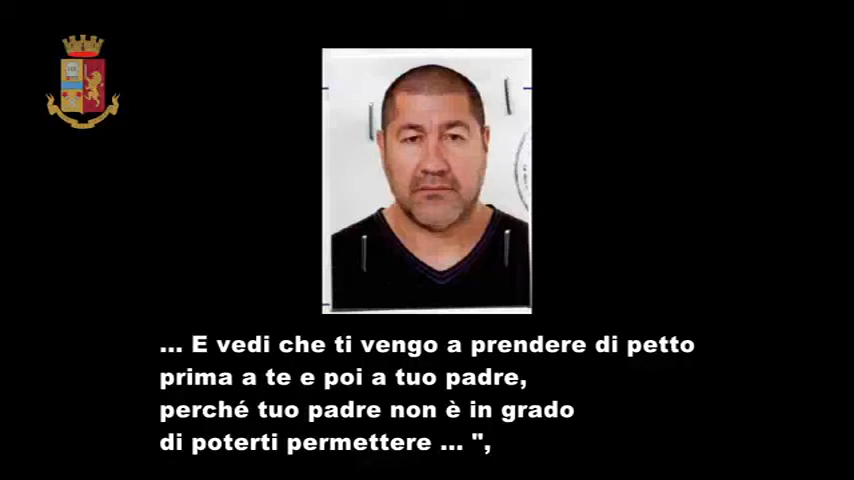 ... E vedi che ti vengo a prendere di petto
prima a te e poi a tuo padre,
perché tuo padre non è in grado
di poterti permettere ... ",